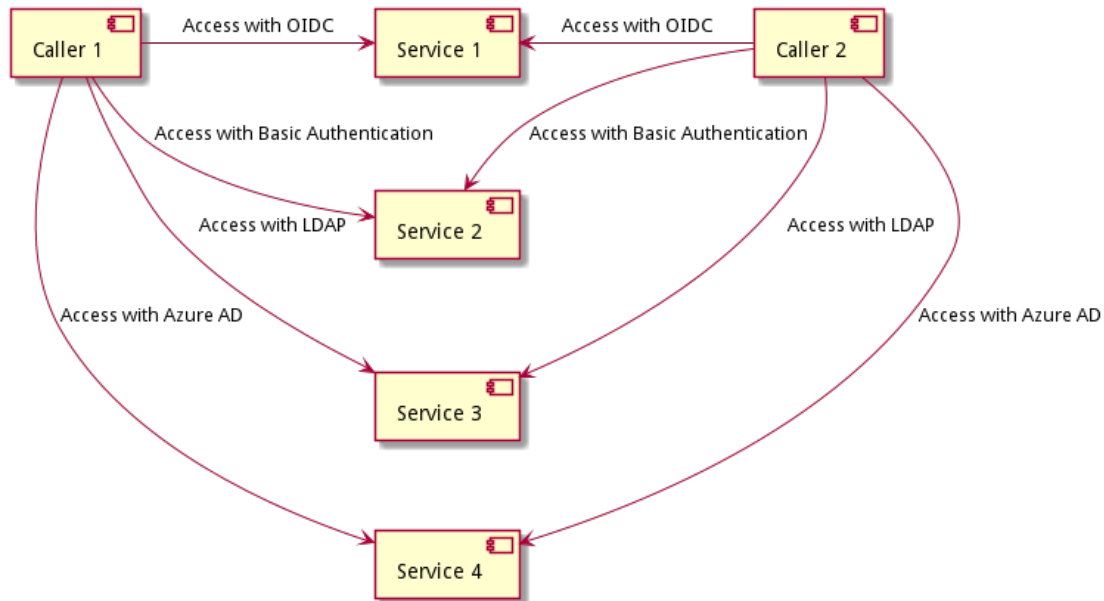 Access with OIDC
Access with OIDC
Caller 1
Service 1
Caller 2
Access with Basic Authentication
Access with Basic Authentication
Access with LDAP
Service 2
Access with LDAP
Access with Azure AD
Access with Azure AD
Service 3
Service 4